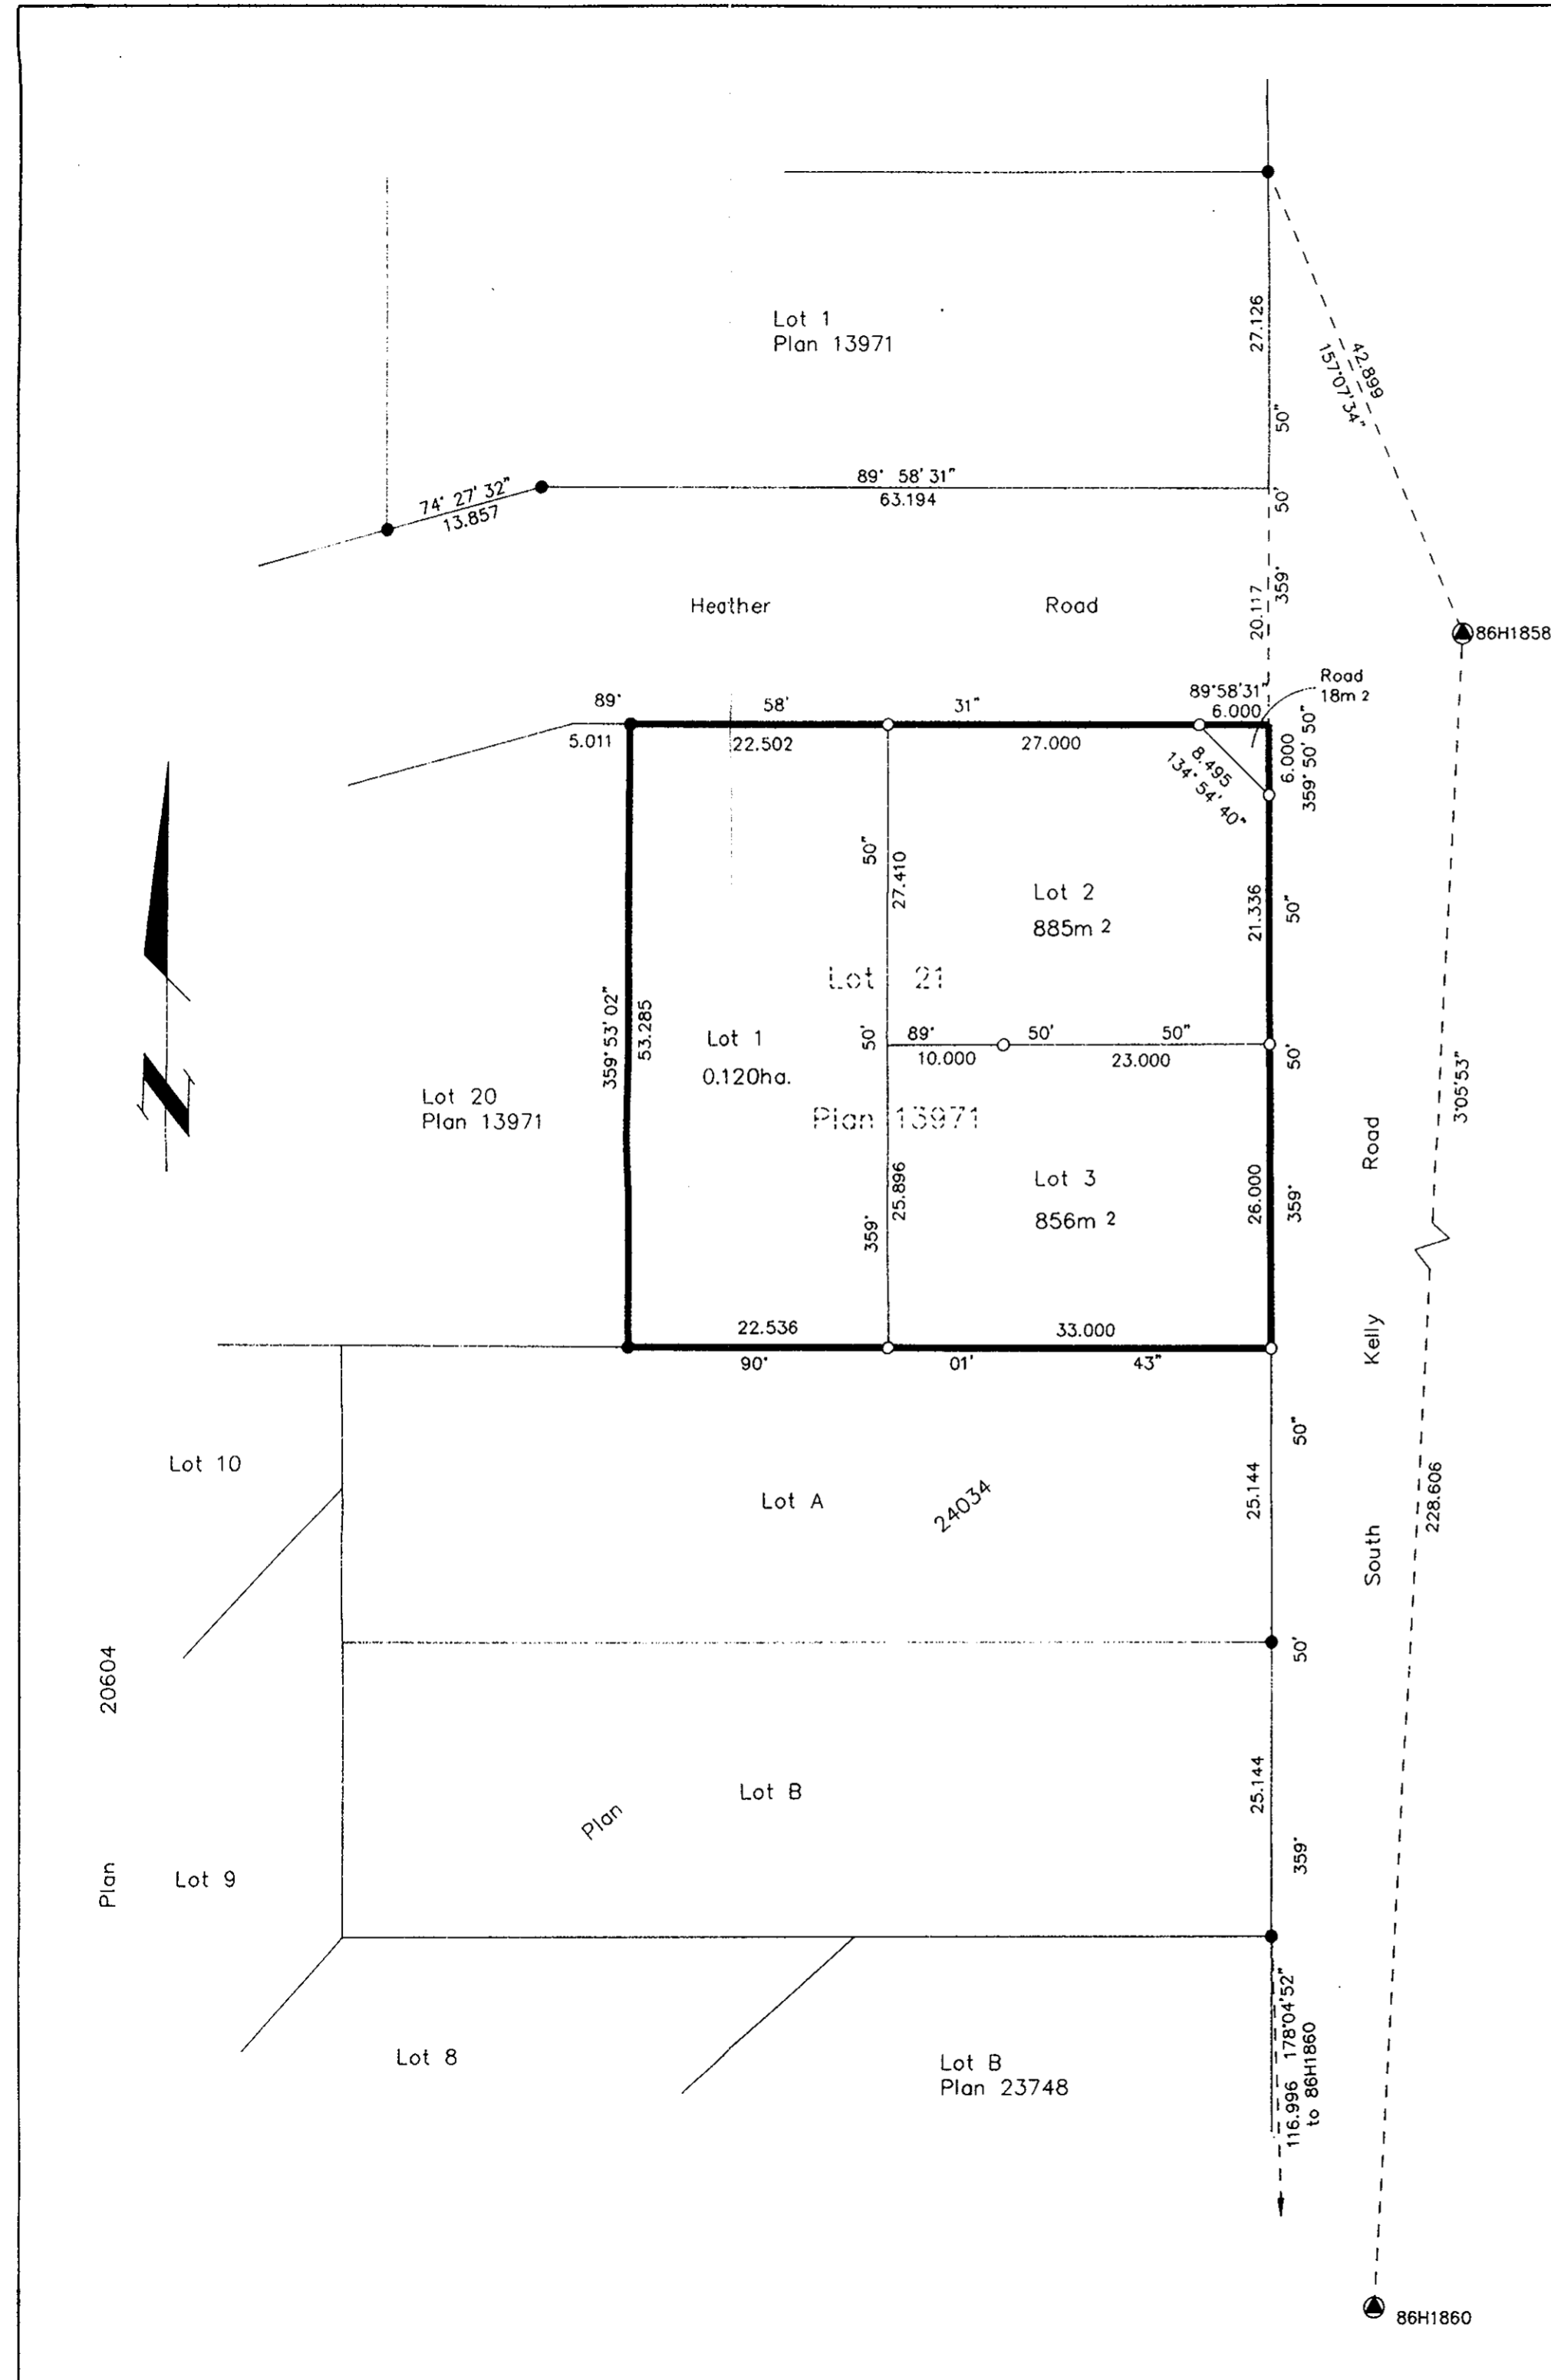 Lot 1
Plan 13971
27.126
42.899
157°07'34"
50"
74° 27' 32"
13.857
89° 58' 31"
63.194
50'
359°
20.117
Heather Road
86H1858
Road
18m 2
89° 58' 31"
89°58'31"
6.000
5.011
22.502
27.000
6.000
359° 50' 50"
8.495
134° 54' 40"
50"
27.410
Lot 2
885m 2
21.336
50"
Lot 21
359° 53' 02"
53.285
Lot 1
0.120ha.
50'
89° 50' 50"
10.000
23.000
50'
Lot 20
Plan 13971
Plan 13971
3°05'53"
Lot 3
856m 2
359°
25.896
26.000
359°
22.536
33.000
90° 01' 43"
South Kelly Road
Lot 10
Lot A
24034
25.144
50"
228.606
50'
Plan 20604
Lot B
Plan
25.144
359°
Lot 9
Lot 8
Lot B
Plan 23748
116.996 178°04'52"
to 86H1860
86H1860